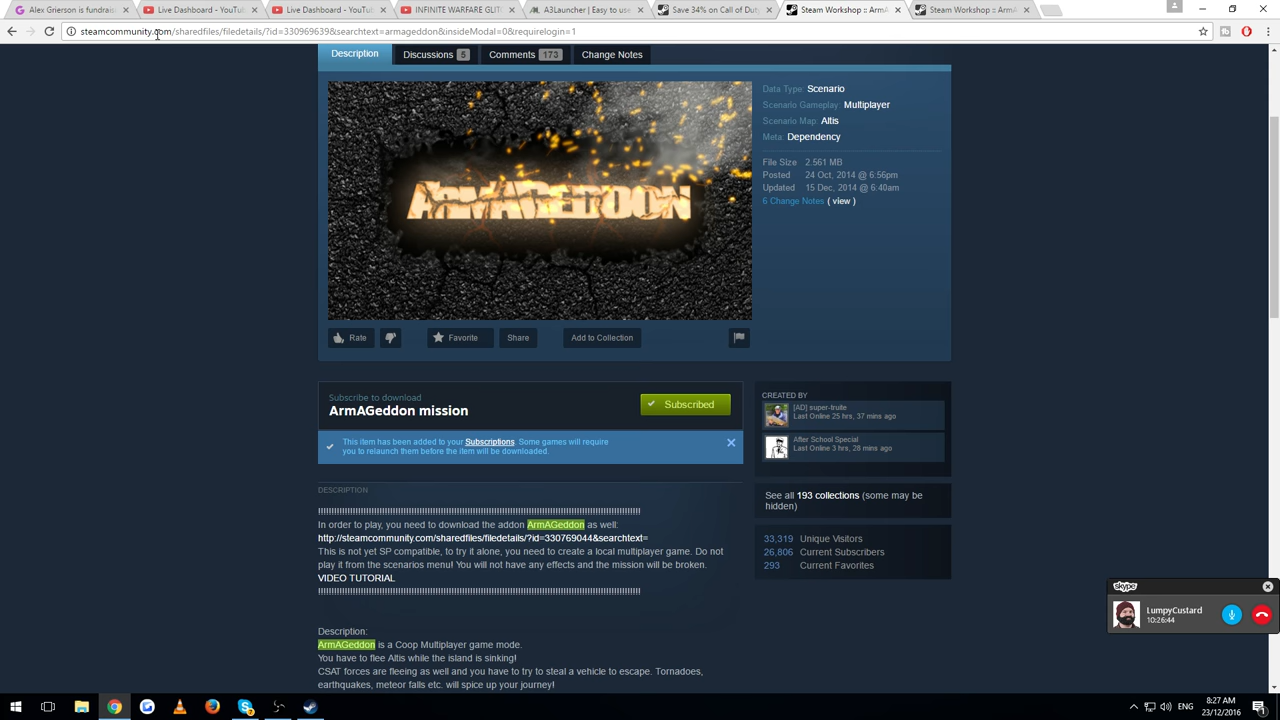 Alex Grierson is fundrais
Live Dashboard - YouTu
Live Dashboard - YouTu
INFINITE WARFARE GLIT
A3Launcher | Easy to use
Save 34% on Call of Duty
Steam Workshop :: ArmA
Steam Workshop :: ArmA
steamcommunity.com/sharedfiles/filedetails/?id=330969639&searchtext=armageddon&insideModal=0&requirelogin=1
Description
Discussions 5
Comments 173
Change Notes
ARMAGEDDON
Data Type: Scenario
Scenario Gameplay: Multiplayer
Scenario Map: Altis
Meta: Dependency
File Size 2.561 MB
Posted 24 Oct, 2014 @ 6:56pm
Updated 15 Dec, 2014 @ 6:40am
6 Change Notes ( view )
Rate
Favorite
Share
Add to Collection
Subscribe to download
ArmAGeddon mission
Subscribed
This item has been added to your Subscriptions. Some games will require
you to relaunch them before the item will be downloaded.
CREATED BY
[AD] super-truite
Last Online 25 hrs, 37 mins ago
After School Special
Last Online 3 hrs, 28 mins ago
See all 193 collections (some may be
hidden)
33,319 Unique Visitors
26,806 Current Subscribers
293 Current Favorites
DESCRIPTION
!!!!!!!!!!!!!!!!!!!!!!!!!!!!!!!!!!!!!!!!!!!!!!!!!!!!!!!!!!!!!!!!!!!!!!!!!!!!!!!!!!!!!!!!!!!!!!!!!!!!!!!!
In order to play, you need to download the addon ArmAGeddon as well:
http://steamcommunity.com/sharedfiles/filedetails/?id=330769044&searchtext=
This is not yet SP compatible, to try it alone, you need to create a local multiplayer game. Do not
play it from the scenarios menu! You will not have any effects and the mission will be broken.
VIDEO TUTORIAL
!!!!!!!!!!!!!!!!!!!!!!!!!!!!!!!!!!!!!!!!!!!!!!!!!!!!!!!!!!!!!!!!!!!!!!!!!!!!!!!!!!!!!!!!!!!!!!!!!!!!!!!!
Description:
ArmAGeddon is a Coop Multiplayer game mode.
You have to flee Altis while the island is sinking!
CSAT forces are fleeing as well and you have to try to steal a vehicle to escape. Tornadoes,
earthquakes, meteor falls etc. will spice up your journey!
skype
LumpyCustard
10:26:44
ENG
8:27 AM
23/12/2016
1